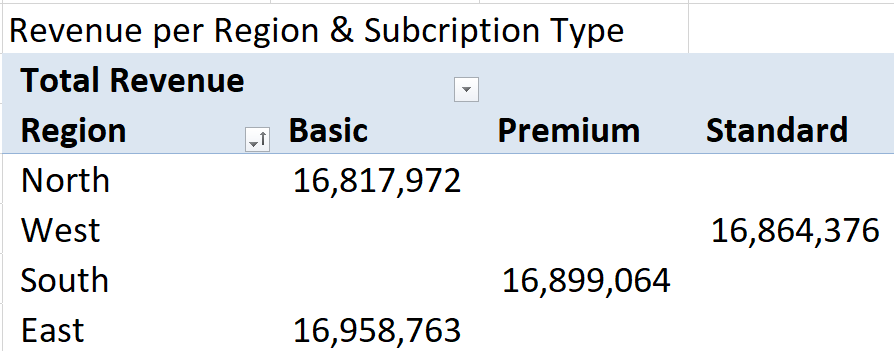 Revenue per Region & Subcription Type
Total Revenue
Region Basic Premium Standard
North 16,817,972
West 16,864,376
South 16,899,064
East 16,958,763